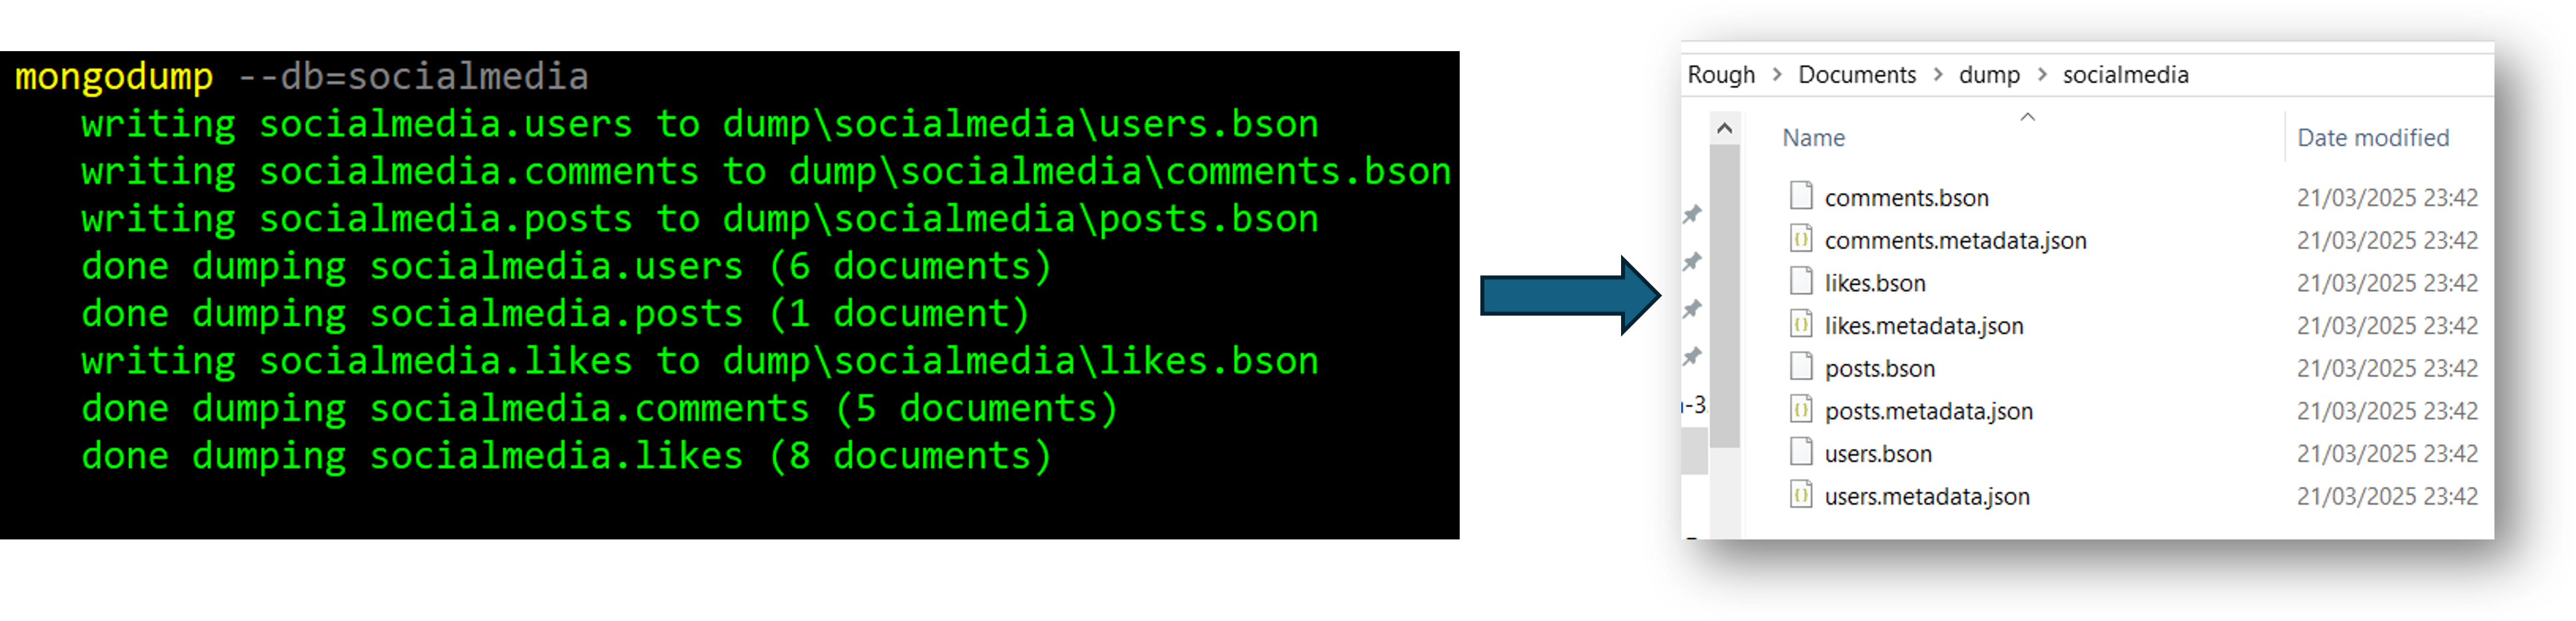 mongodump --db=socialmedia
writing socialmedia.users to dump\socialmedia\users.bson
writing socialmedia.comments to dump\socialmedia\comments.bson
writing socialmedia.posts to dump\socialmedia\posts.bson
done dumping socialmedia.users (6 documents)
done dumping socialmedia.posts (1 document)
writing socialmedia.likes to dump\socialmedia\likes.bson
done dumping socialmedia.comments (5 documents)
done dumping socialmedia.likes (8 documents)
Rough > Documents > dump > socialmedia
Name Date modified
comments.bson 21/03/2025 23:42
comments.metadata.json 21/03/2025 23:42
likes.bson 21/03/2025 23:42
likes.metadata.json 21/03/2025 23:42
posts.bson 21/03/2025 23:42
posts.metadata.json 21/03/2025 23:42
users.bson 21/03/2025 23:42
users.metadata.json 21/03/2025 23:42
-3